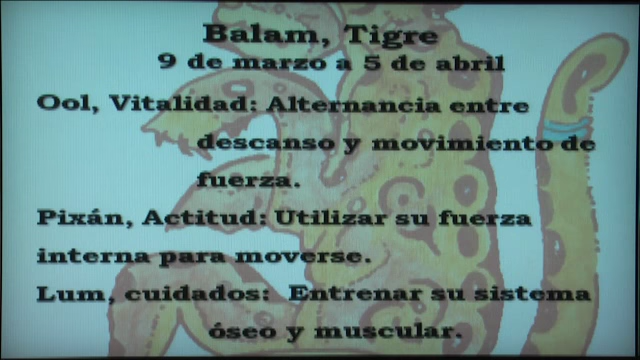 Balam, Tigre
9 de marzo a 5 de abril
Ool, Vitalidad: Alternancia entre
descanso y movimiento de
fuerza.
Pixán, Actitud: Utilizar su fuerza
interna para moverse.
Lum, cuidados: Entrenar su sistema
óseo y muscular.